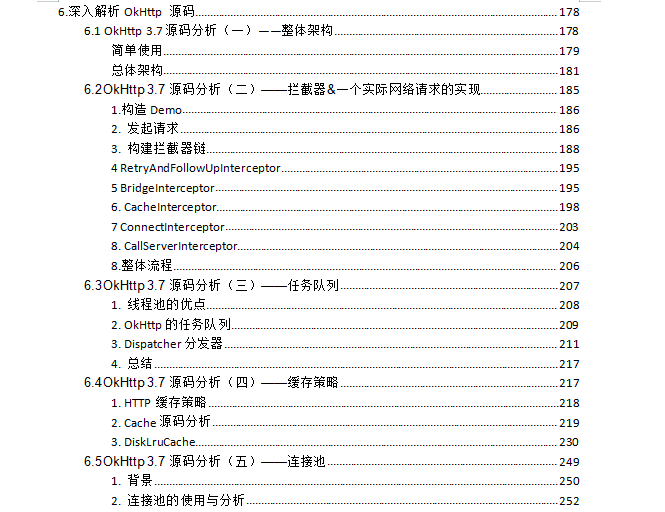 6.深入解析 OkHttp 源码 178
6.1 OkHttp 3.7 源码分析（一）——整体架构 178
简单使用 179
总体架构 181
6.2 OkHttp 3.7 源码分析（二）——拦截器&一个实际网络请求的实现 185
1.构造 Demo 186
2. 发起请求 186
3. 构建拦截器链 188
4 RetryAndFollowUpInterceptor 195
5 BridgeInterceptor 195
6. CacheInterceptor 198
7 ConnectInterceptor 203
8. CallServerInterceptor 204
8.整体流程 206
6.3 OkHttp 3.7 源码分析（三）——任务队列 207
1. 线程池的优点 208
2. OkHttp 的任务队列 209
3. Dispatcher 分发器 211
4. 总结 217
6.4 OkHttp 3.7 源码分析（四）——缓存策略 217
1. HTTP 缓存策略 218
2. Cache 源码分析 219
3. DiskLruCache 230
6.5 OkHttp 3.7 源码分析（五）——连接池 249
1. 背景 250
2. 连接池的使用与分析 252